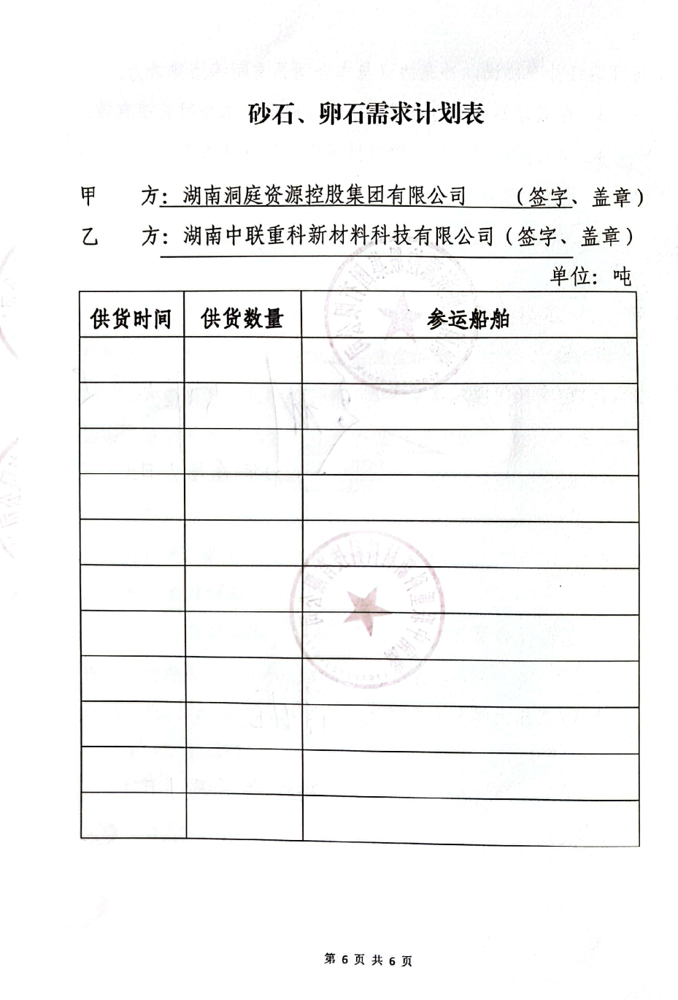 砂石、卵石需求计划表
甲 方：湖南洞庭资源控股集团有限公司 （签字、盖章）
乙 方：湖南中联重科新材料科技有限公司（签字、盖章）
单位：吨
供货时间 供货数量 参运船舶
第 6 页 共 6 页